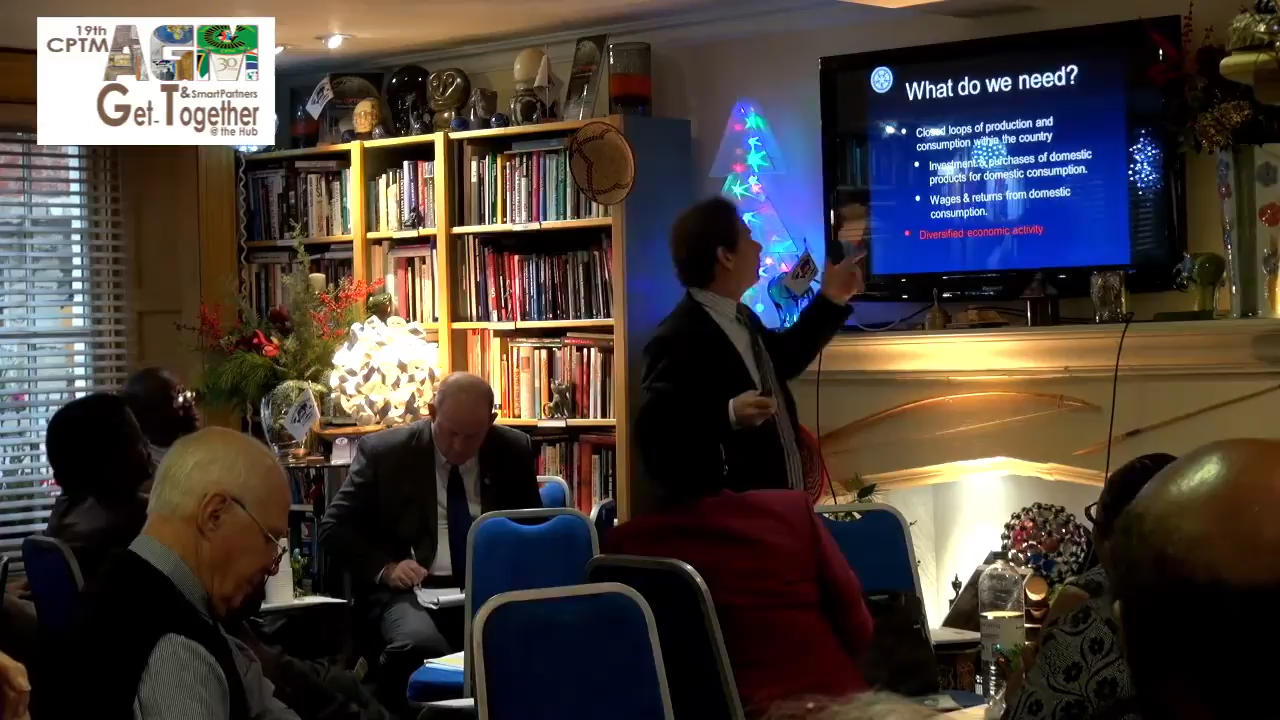 19th
CPTM AGM
30
& SmartPartners
Get-Together
@ the Hub
What do we need?
Closed loops of production and
consumption within the country
Investment & purchases of domestic
products for domestic consumption.
Wages & returns from domestic
consumption.
Diversified economic activity